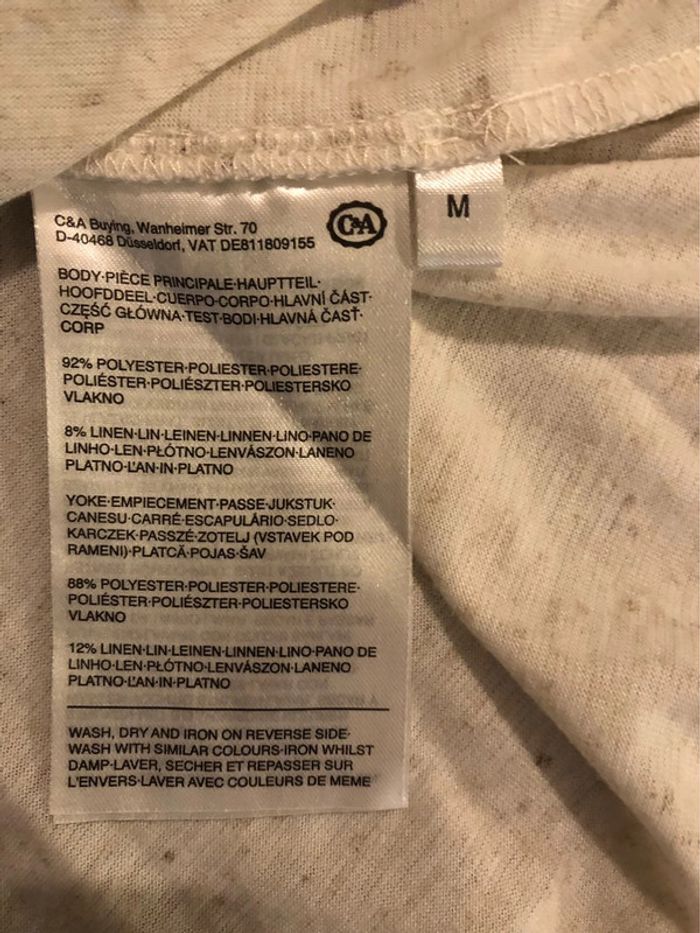 C&A Buying, Wanheimer Str. 70
D-40468 Düsseldorf, VAT DE811809155
C&A
M
BODY·PIÈCE PRINCIPALE·HAUPTTEIL·
HOOFDDEEL·CUERPO·CORPO·HLAVNÍ ČÁST·
CZĘŚĆ GŁÓWNA·TEST·BODI·HLAVNÁ ČASŤ·
CORP
92% POLYESTER·POLIESTER·POLIESTERE·
POLIÉSTER·POLIÉSZTER·POLIESTERSKO
VLAKNO
8% LINEN·LIN·LEINEN·LINNEN·LINO·PANO DE
LINHO·LEN·PŁÓTNO·LENVÁSZON·LANENO
PLATNO·ĽAN·IN·PLATNO
YOKE·EMPIECEMENT·PASSE·JUKSTUK·
CANESU·CARRÉ·ESCAPULÁRIO·SEDLO·
KARCZEK·PASSZÉ·ZOTELJ (VSTAVEK POD
RAMENI)·PLATCĂ·POJAS·ŠAV
88% POLYESTER·POLIESTER·POLIESTERE·
POLIÉSTER·POLIÉSZTER·POLIESTERSKO
VLAKNO
12% LINEN·LIN·LEINEN·LINNEN·LINO·PANO DE
LINHO·LEN·PŁÓTNO·LENVÁSZON·LANENO
PLATNO·ĽAN·IN·PLATNO
WASH, DRY AND IRON ON REVERSE SIDE·
WASH WITH SIMILAR COLOURS·IRON WHILST
DAMP·LAVER, SECHER ET REPASSER SUR
L'ENVERS·LAVER AVEC COULEURS DE MEME